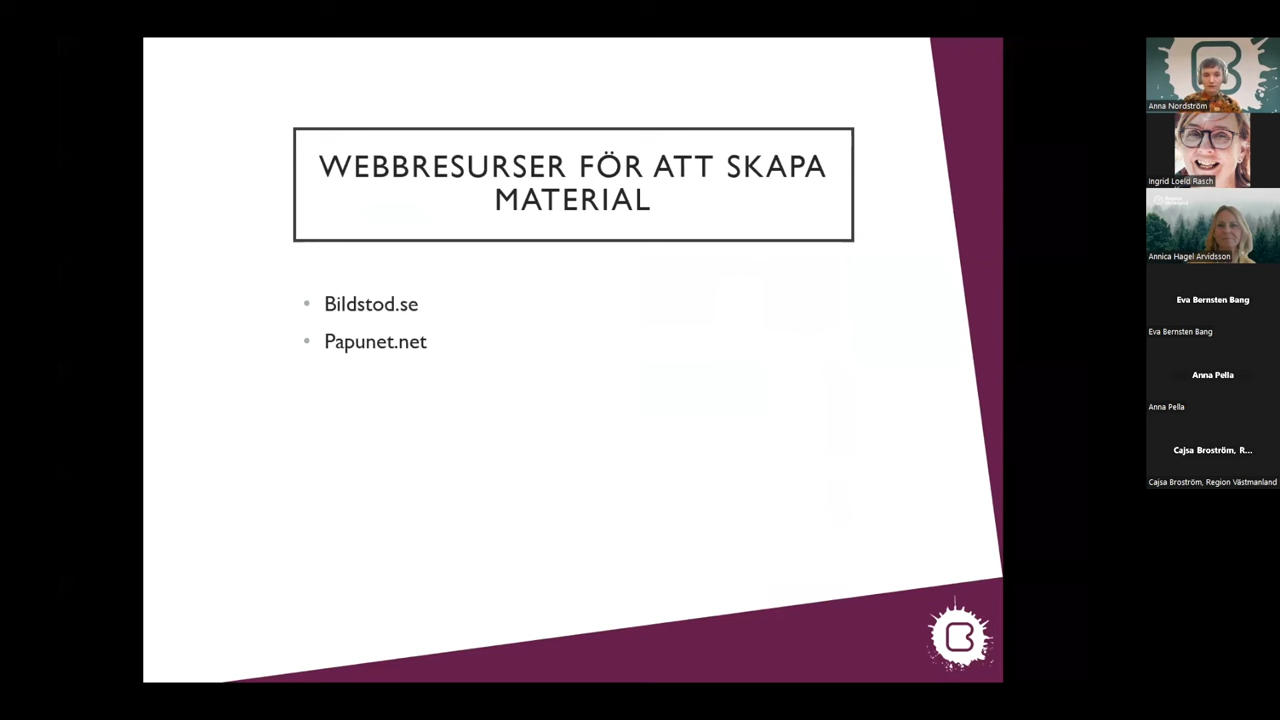 WEBBRESURSER FÖR ATT SKAPA
MATERIAL
• Bildstod.se
• Papunet.net
Anna Nordström
Ingrid Loeld Rasch
Annica Hagel Arvidsson
Eva Bernsten Bang
Eva Bernsten Bang
Anna Pella
Anna Pella
Cajsa Broström, R...
Cajsa Broström, Region Västmanland